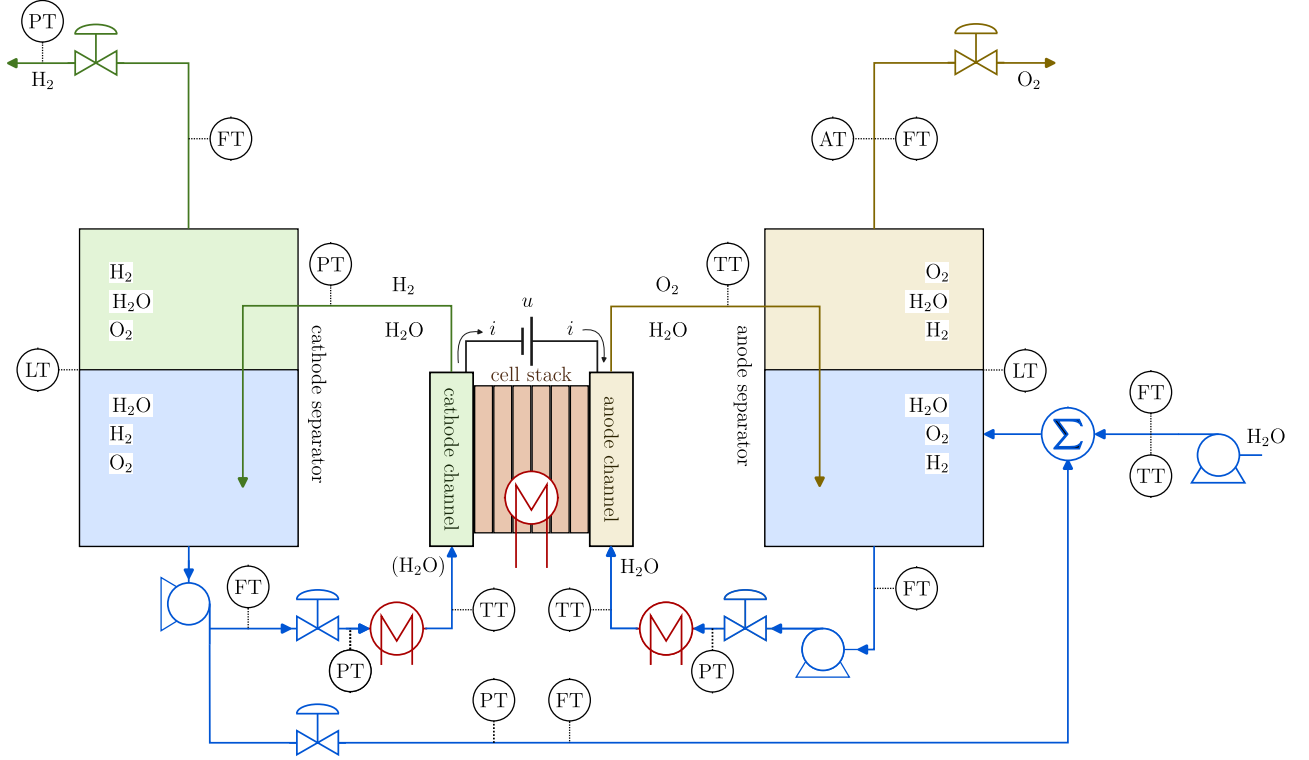 PT
H₂
FT
O₂
AT
FT
H₂
H₂O
O₂
LT
H₂O
H₂
O₂
cathode separator
PT
H₂
H₂O
u
i
i
cell stack
cathode channel
anode channel
O₂
H₂O
TT
anode separator
O₂
H₂O
H₂
LT
H₂O
O₂
H₂
Σ
FT
TT
H₂O
(H₂O)
H₂O
FT
PT
TT
TT
PT
FT
PT
FT